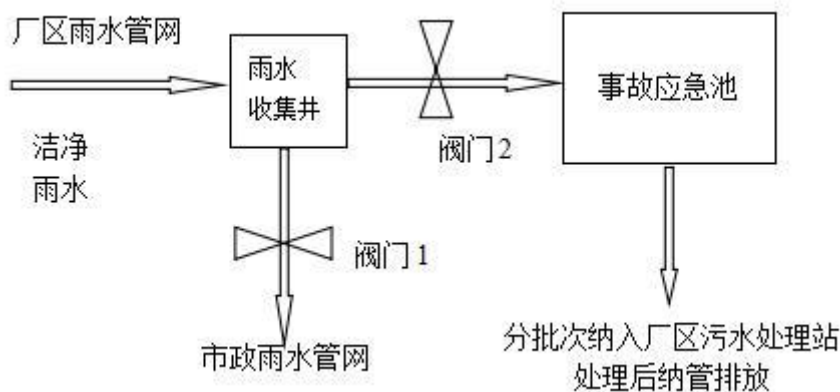 厂区雨水管网
雨水
收集井
事故应急池
阀门2
洁净
雨水
阀门1
市政雨水管网
分批次纳入厂区污水处理站
处理后纳管排放